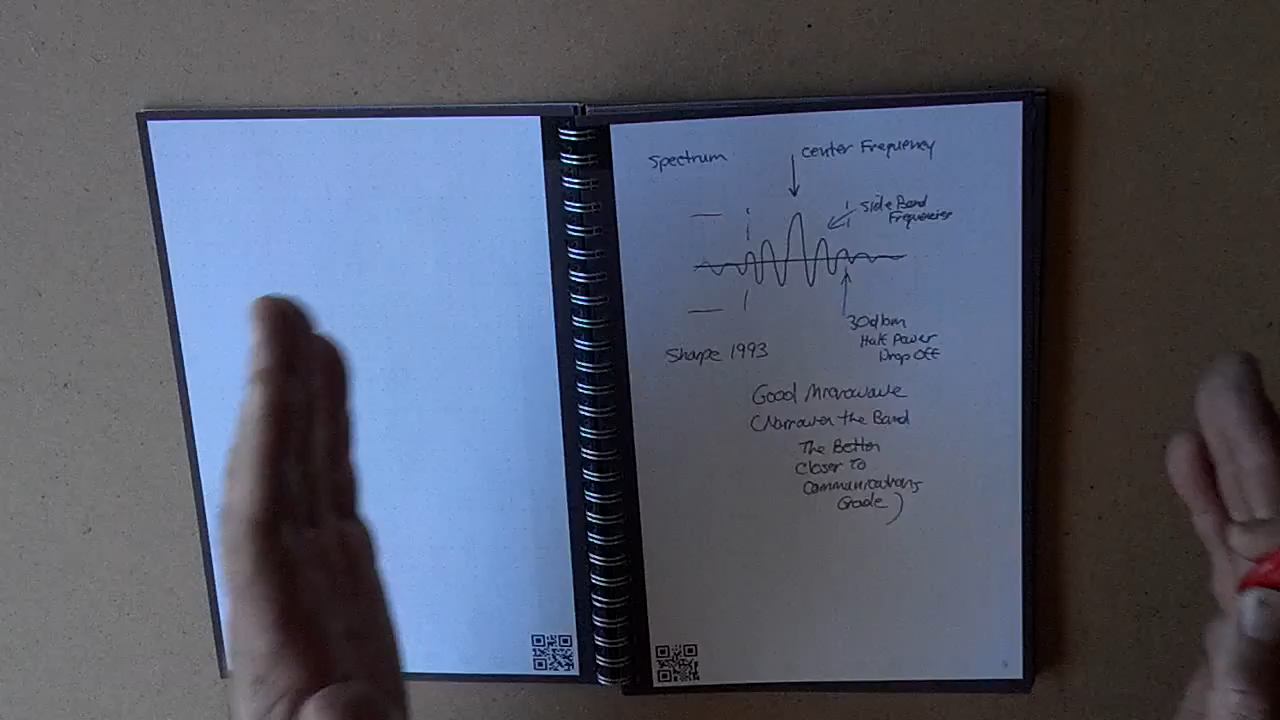 Spectrum
Center Frequency
Side Band
Frequencies
30dbm
Half Power
Drop Off
Sharpe 1993
Good Microwave
(Narrower the Band
The Better
Closer To
Communications
Grade)